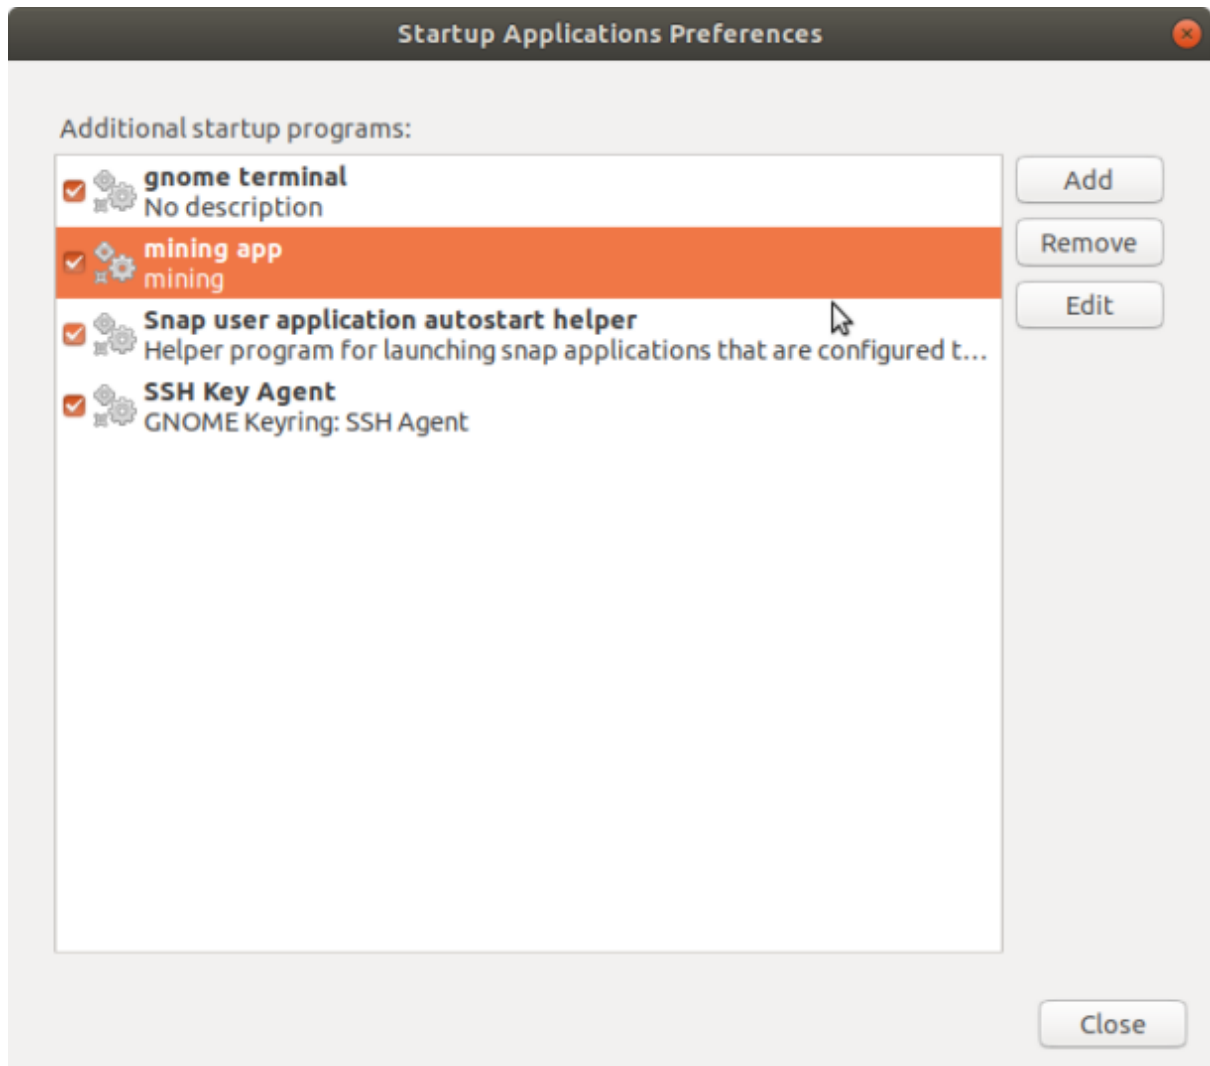 Startup Applications Preferences
Additional startup programs:
gnome terminal
No description
mining app
mining
Snap user application autostart helper
Helper program for launching snap applications that are configured t...
SSH Key Agent
GNOME Keyring: SSH Agent
Add
Remove
Edit
Close